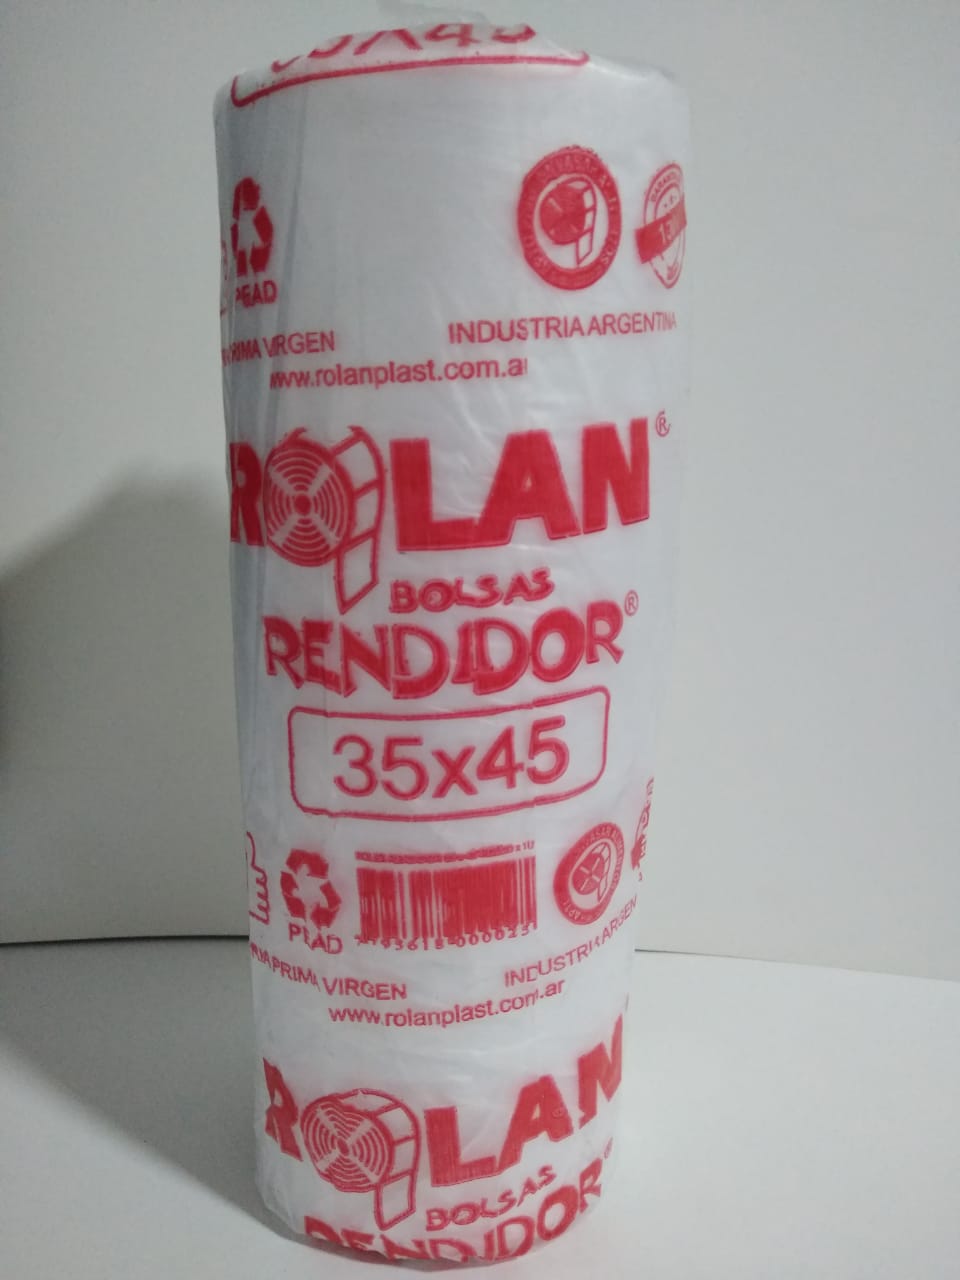 PEAD
PRIMA VIRGEN
INDUSTRIA ARGENTINA
www.rolanplast.com.ar
ROLAN®
BOLSAS
RENDIDOR®
35x45
PEAD
PRIMA VIRGEN
INDUSTRIA ARGEN
www.rolanplast.com.ar
ROLAN
BOLSAS
RENDIDOR®